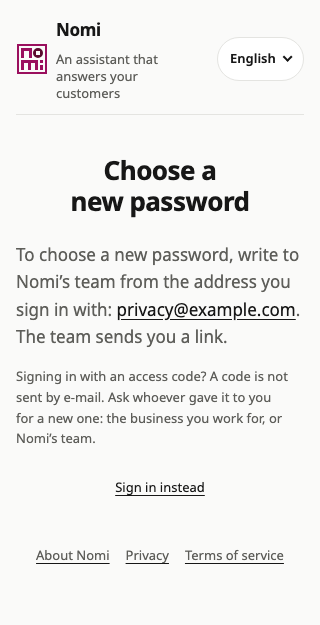 Nomi
An assistant that
answers your
customers
English
Choose a
new password
To choose a new password, write to
Nomi’s team from the address you
sign in with: privacy@example.com.
The team sends you a link.
Signing in with an access code? A code is not
sent by e-mail. Ask whoever gave it to you
for a new one: the business you work for, or
Nomi’s team.
Sign in instead
About Nomi Privacy Terms of service